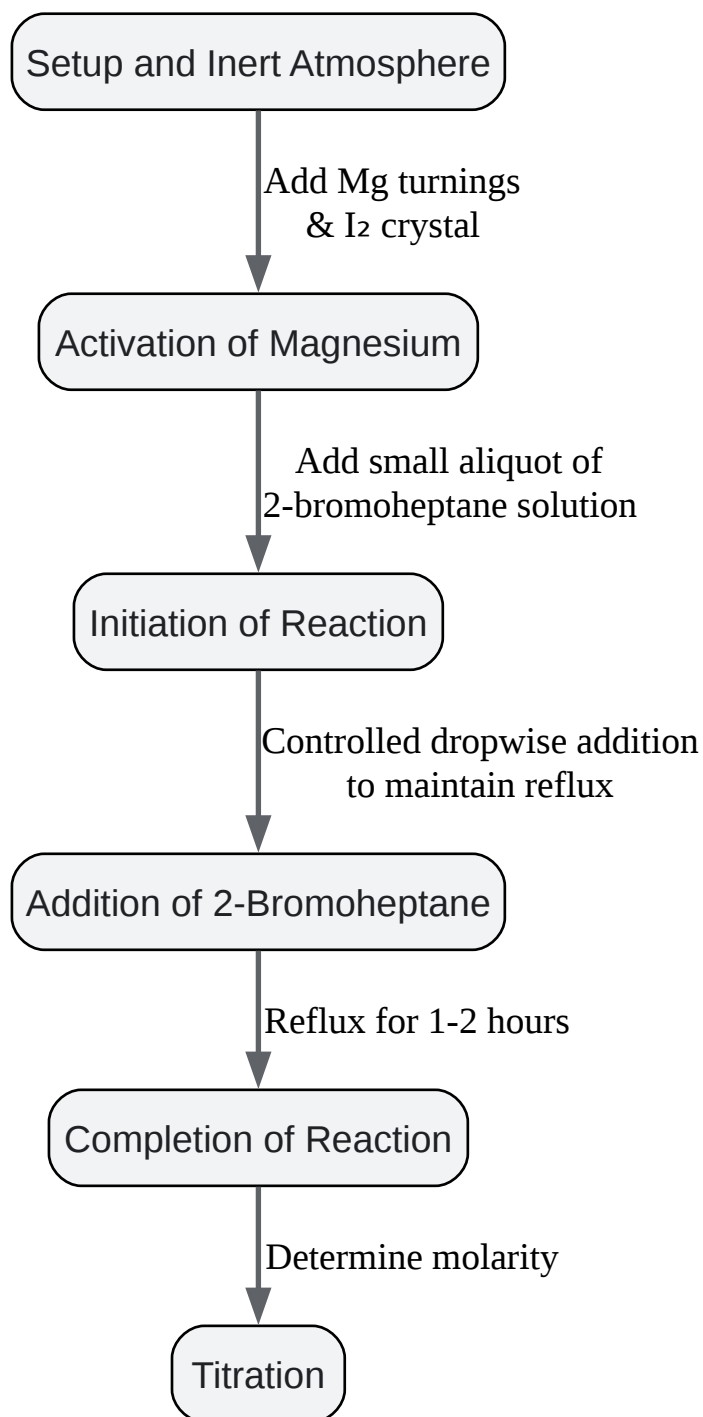 Setup and Inert Atmosphere
Add Mg turnings
& I₂ crystal
Activation of Magnesium
Add small aliquot of
2-bromoheptane solution
Initiation of Reaction
Controlled dropwise addition
to maintain reflux
Addition of 2-Bromoheptane
Reflux for 1-2 hours
Completion of Reaction
Determine molarity
Titration